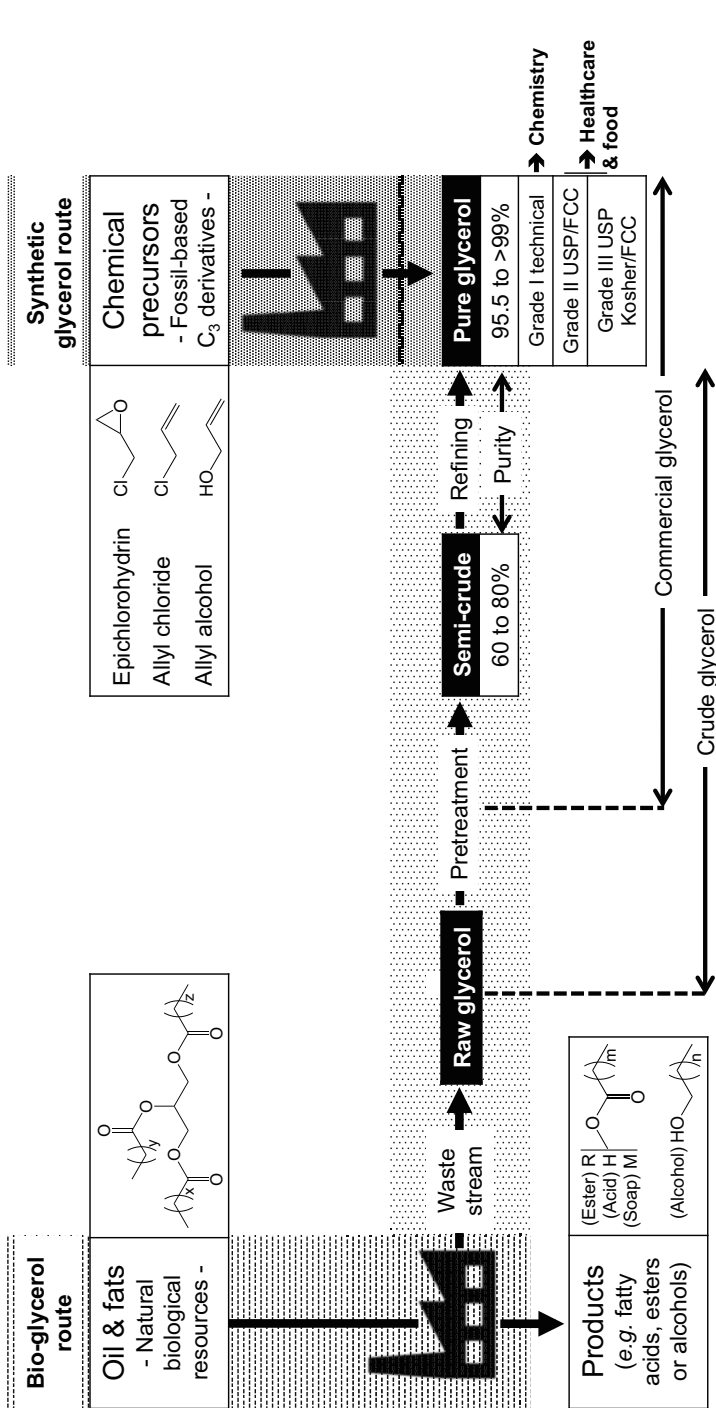 Bio-glycerol
route
Oil & fats
- Natural
biological
resources -
O
O
O
O
O
O
( )x
( )y
( )z
Waste
stream
Products
(e.g. fatty
acids, esters
or alcohols)
(Ester) R
(Acid) H
(Soap) M
O
O
( )m
(Alcohol) HO
( )n
Raw glycerol
Pretreatment
Semi-crude
60 to 80%
Refining
Purity
Epichlorohydrin
Cl
O
Allyl chloride
Cl
Allyl alcohol
HO
Synthetic
glycerol route
Chemical
precursors
- Fossil-based
C3 derivatives -
Pure glycerol
95.5 to >99%
Grade I technical
Grade II USP/FCC
Grade III USP
Kosher/FCC
Chemistry
Healthcare
& food
Commercial glycerol
Crude glycerol